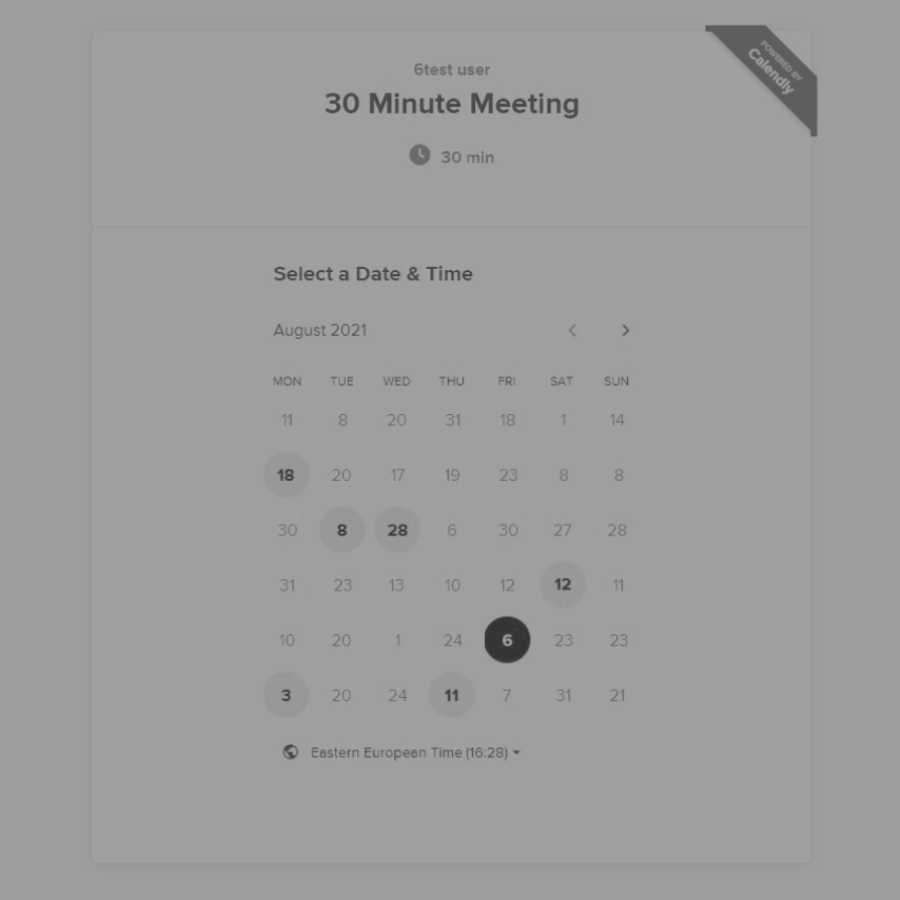 POWERED BY
Calendly
6test user
30 Minute Meeting
30 min
Select a Date & Time
August 2021
MON TUE WED THU FRI SAT SUN
11 8 20 31 18 1 14
18 20 17 19 23 8 8
30 8 28 6 30 27 28
31 23 13 10 12 12 11
10 20 1 24 6 23 23
3 20 24 11 7 31 21
Eastern European Time (16:28)